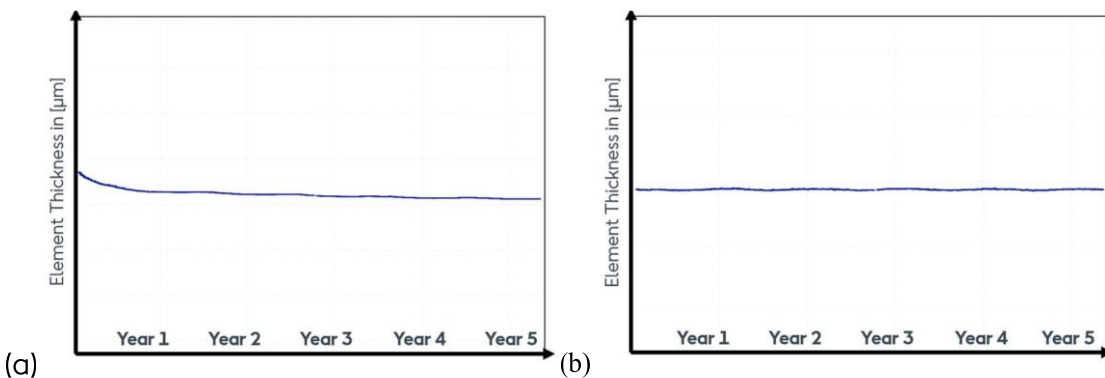 Element Thickness in [µm]
Year 1 Year 2 Year 3 Year 4 Year 5
(a)
Element Thickness in [µm]
Year 1 Year 2 Year 3 Year 4 Year 5
(b)